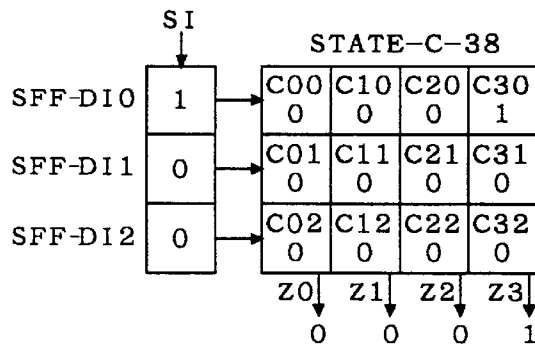 SI
STATE-C-38
SFF-DI0 1 C00 C10 C20 C30
0 0 0 1
SFF-DI1 0 C01 C11 C21 C31
0 0 0 0
SFF-DI2 0 C02 C12 C22 C32
0 0 0 0
Z0 Z1 Z2 Z3
0 0 0 1